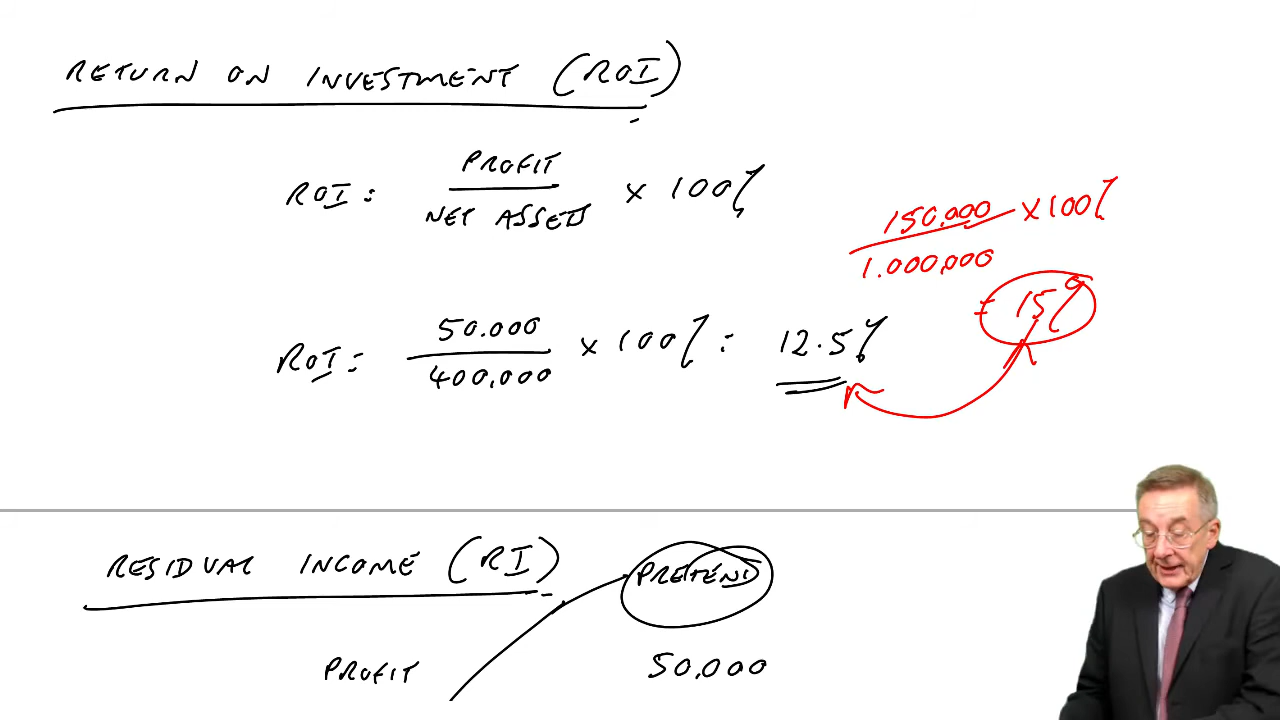 RETURN ON INVESTMENT (ROI)
ROI: PROFIT
NET ASSETS × 100%
150,000 × 100%
1.000,000
= 15%
ROI: 50.000
400,000 × 100% : 12.5%
RESIDUAL INCOME (RI) PRETEND
PROFIT 50,000